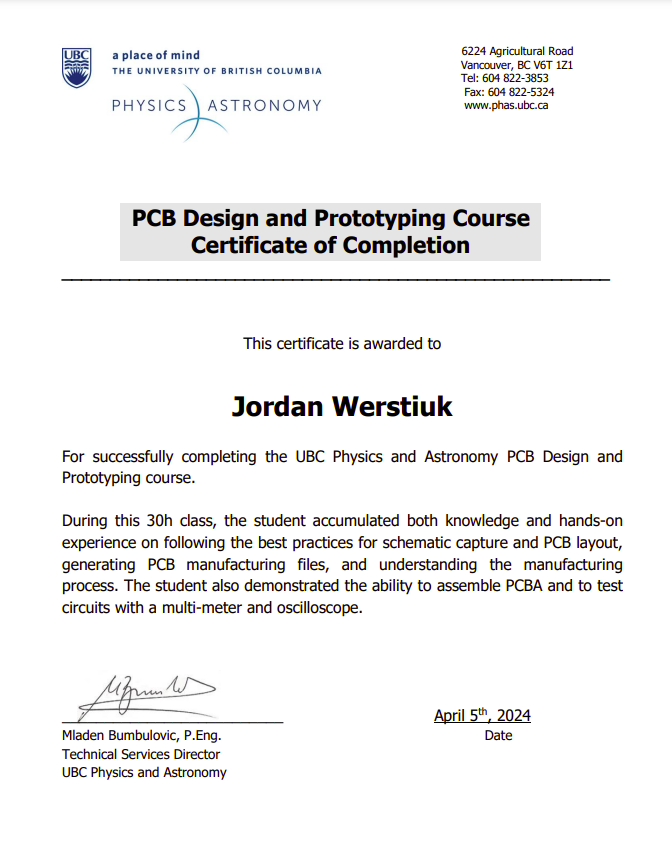 UBC
a place of mind
THE UNIVERSITY OF BRITISH COLUMBIA
PHYSICS ASTRONOMY
6224 Agricultural Road
Vancouver, BC V6T 1Z1
Tel: 604 822-3853
Fax: 604 822-5324
www.phas.ubc.ca
PCB Design and Prototyping Course
Certificate of Completion
This certificate is awarded to
Jordan Werstiuk
For successfully completing the UBC Physics and Astronomy PCB Design and
Prototyping course.
During this 30h class, the student accumulated both knowledge and hands-on
experience on following the best practices for schematic capture and PCB layout,
generating PCB manufacturing files, and understanding the manufacturing
process. The student also demonstrated the ability to assemble PCBA and to test
circuits with a multi-meter and oscilloscope.
Mladen Bumbulovic, P.Eng.
Technical Services Director
UBC Physics and Astronomy
April 5th, 2024
Date